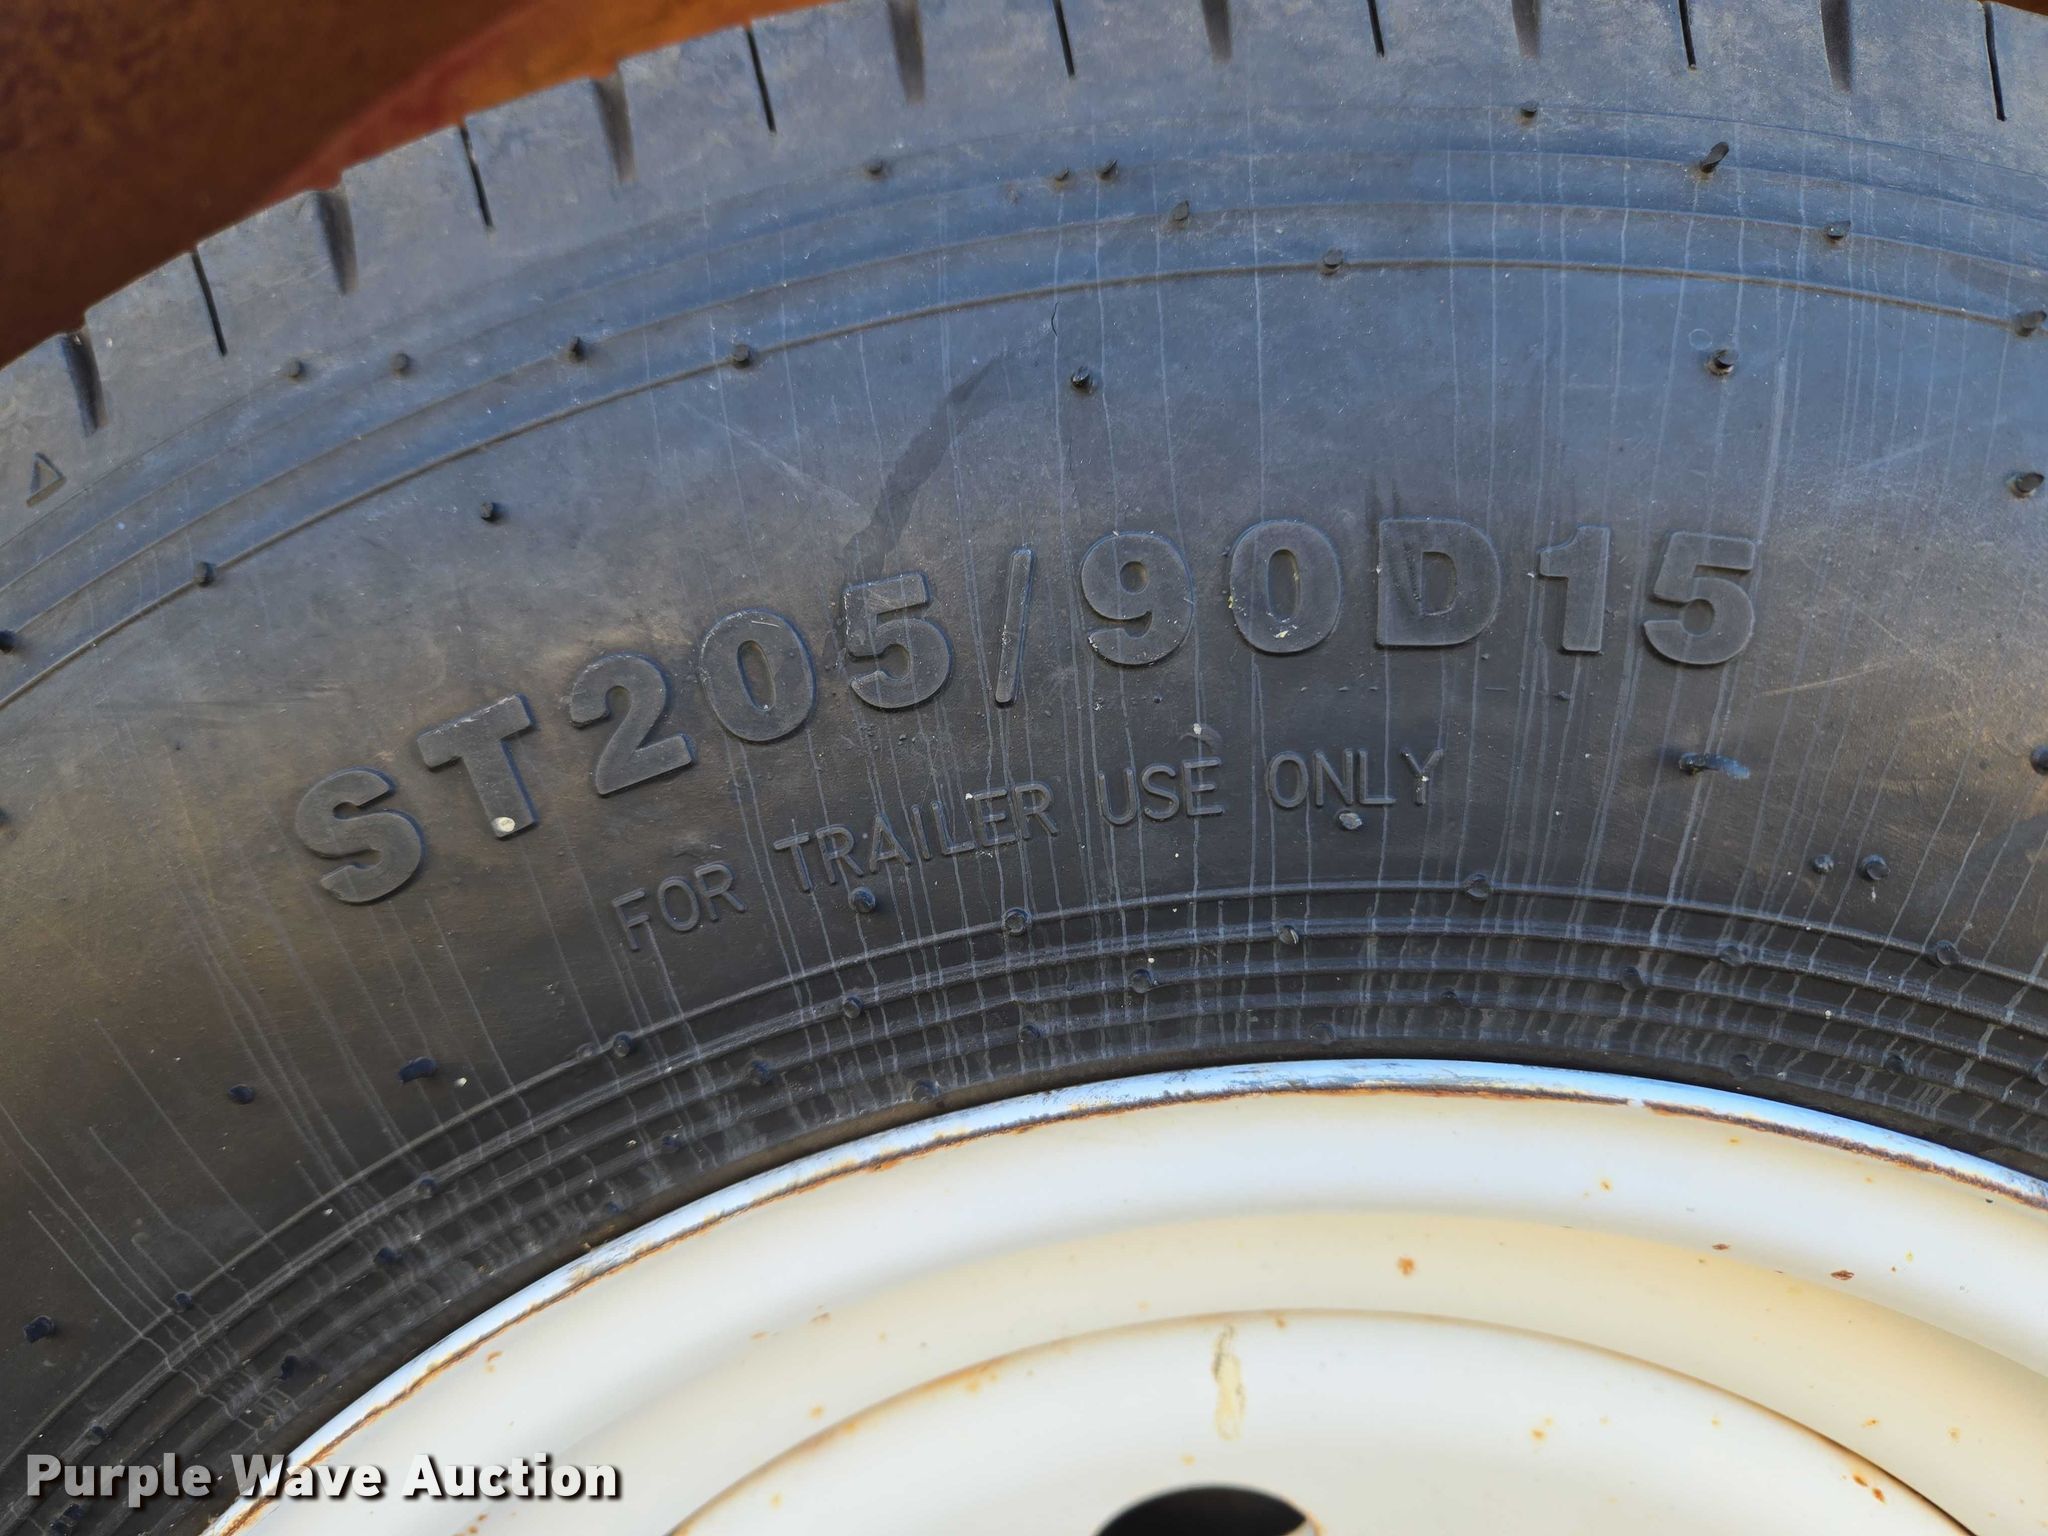 ST205/90D15
FOR TRAILER USE ONLY
Purple Wave Auction